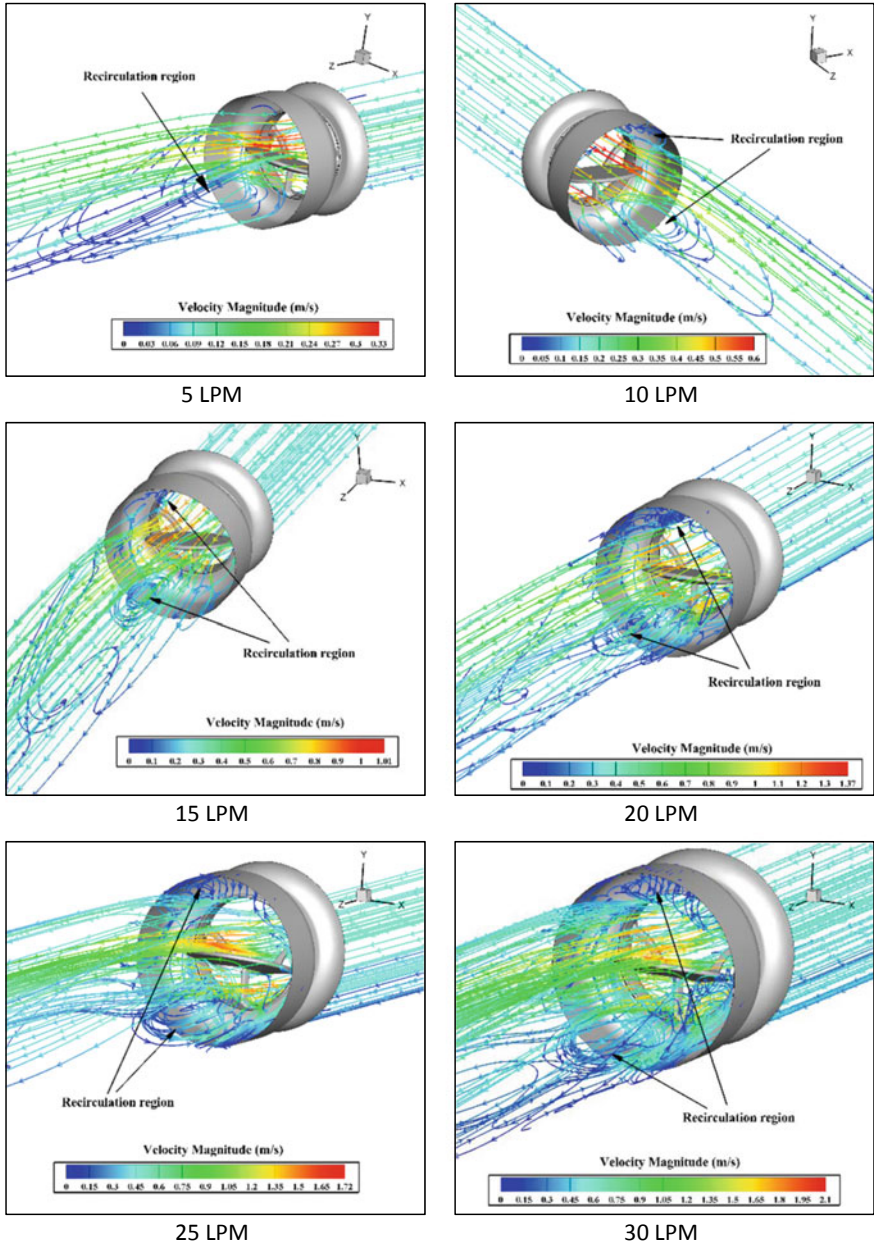 Y
Z
X
Recirculation region
Velocity Magnitude (m/s)
0 0.03 0.06 0.09 0.12 0.15 0.18 0.21 0.24 0.27 0.3 0.33
5 LPM
Y
X
Z
Recirculation region
Velocity Magnitude (m/s)
0 0.05 0.1 0.15 0.2 0.25 0.3 0.35 0.4 0.45 0.5 0.55 0.6
10 LPM
Y
Z
X
Recirculation region
Velocity Magnitude (m/s)
0 0.1 0.2 0.3 0.4 0.5 0.6 0.7 0.8 0.9 1 1.01
15 LPM
Y
Z
X
Recirculation region
Velocity Magnitude (m/s)
0 0.1 0.2 0.3 0.4 0.5 0.6 0.7 0.8 0.9 1 1.1 1.2 1.3 1.37
20 LPM
Y
Z
X
Recirculation region
Velocity Magnitude (m/s)
0 0.15 0.3 0.45 0.6 0.75 0.9 1.05 1.2 1.35 1.5 1.65 1.72
25 LPM
Y
Z
X
Recirculation region
Velocity Magnitude (m/s)
0 0.15 0.3 0.45 0.6 0.75 0.9 1.05 1.2 1.35 1.5 1.65 1.8 1.95 2.1
30 LPM